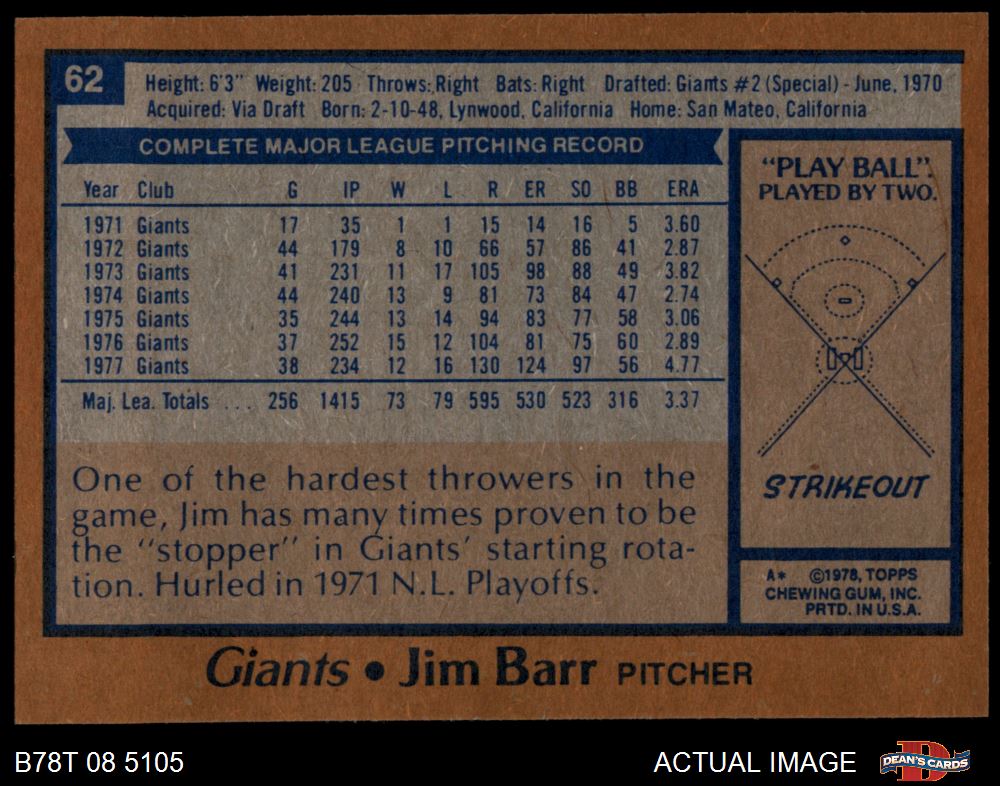 62
Height: 6'3" Weight: 205 Throws: Right Bats: Right Drafted: Giants #2 (Special) - June, 1970
Acquired: Via Draft Born: 2-10-48, Lynwood, California Home: San Mateo, California
COMPLETE MAJOR LEAGUE PITCHING RECORD
Year Club G IP W L R ER SO BB ERA
1971 Giants 17 35 1 1 15 14 16 5 3.60
1972 Giants 44 179 8 10 66 57 86 41 2.87
1973 Giants 41 231 11 17 105 98 88 49 3.82
1974 Giants 44 240 13 9 81 73 84 47 2.74
1975 Giants 35 244 13 14 94 83 77 58 3.06
1976 Giants 37 252 15 12 104 81 75 60 2.89
1977 Giants 38 234 12 16 130 124 97 56 4.77
Maj. Lea. Totals ... 256 1415 73 79 595 530 523 316 3.37
One of the hardest throwers in the
game, Jim has many times proven to be
the "stopper" in Giants' starting rota-
tion. Hurled in 1971 N.L. Playoffs.
"PLAY BALL".
PLAYED BY TWO.
STRIKEOUT
A* ©1978, TOPPS
CHEWING GUM, INC.
PRTD. IN U.S.A.
Giants • Jim Barr PITCHER
B78T 08 5105
ACTUAL IMAGE
D
DEAN'S CARDS